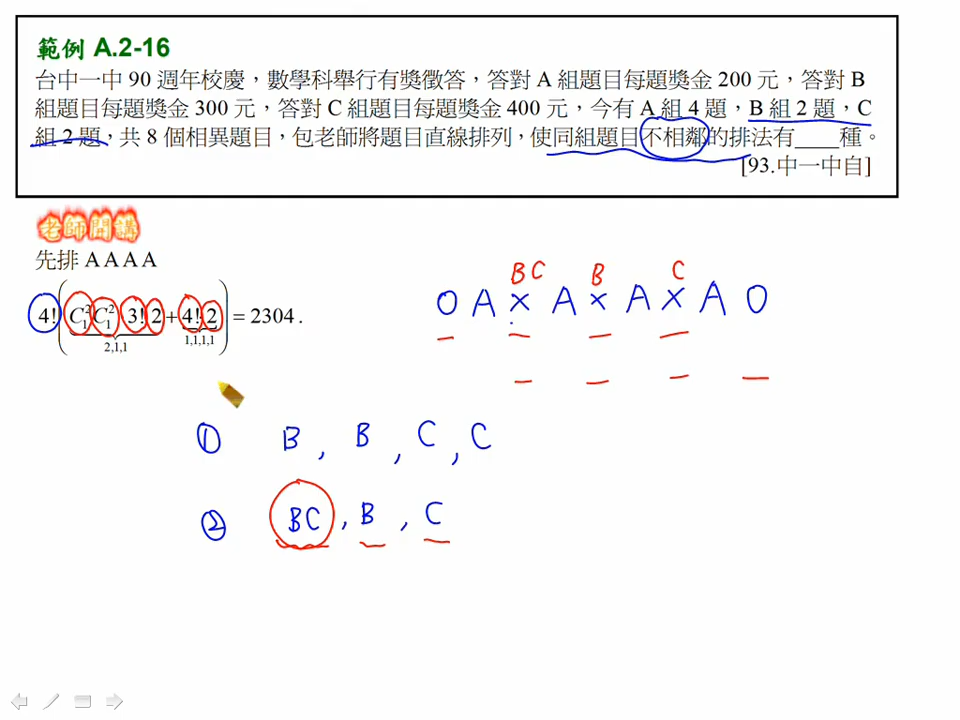 範例 A.2-16
台中一中 90 週年校慶，數學科舉行有獎徵答，答對 A 組題目每題獎金 200 元，答對 B
組題目每題獎金 300 元，答對 C 組題目每題獎金 400 元，今有 A 組 4 題，B 組 2 題，C
組 2 題，共 8 個相異題目，包老師將題目直線排列，使同組題目不相鄰的排法有____種。
[93.中一中自]
老師開講
先排 A A A A
4!(C₁²C₁² 3! 2 + 4! 2) = 2304 .
2,1,1 1,1,1,1
BC B C
O A × A × A × A O
① B , B , C , C
② BC , B , C